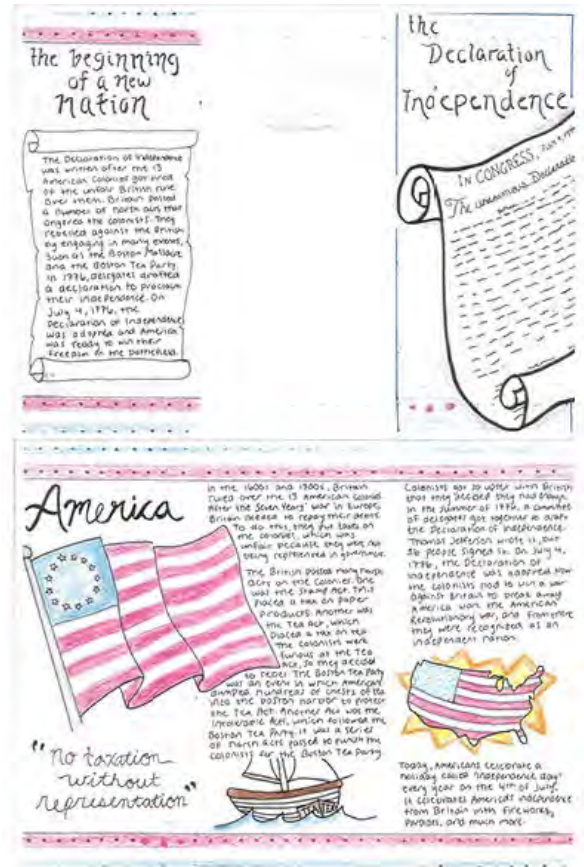 the beginning
of a new
nation
The Declaration of Independence
was written after the 13
American Colonies got tired
of the unfair British rule
over them. Britain passed
a number of harsh acts that
angered the colonists. They
rebelled against the British
by engaging in many events,
such as the Boston Massacre
and the Boston Tea Party.
In 1776, delegates drafted
a declaration to proclaim
their independence. On
July 4, 1776, the
Declaration of Independence
was adopted and America
was ready to win their
freedom on the battlefield.
the
Declaration
of
Independence
IN CONGRESS, July 4, 
The unanimous Declaratio
America
"No taxation
without
representation"
In the 1600s and 1700s, Britain
ruled over the 13 American Colonies
After the Seven Years' War in Europe,
Britain needed to repay their debts.
To do this, they put taxes on
the colonies, which was
unfair because they were not
being represented in government.
The British passed many harsh
acts on the Colonies. One
was the Stamp Act. This
placed a tax on paper
products. Another was
the Tea Act, which
placed a tax on tea
The colonists were
furious at the Tea
Act, so they decided
to rebel. The Boston Tea Party
was an event in which Americans
dumped hundreds of chests of tea
into the Boston harbor to protest
the Tea Act. Another Act was the
Intolerable Acts, which followed the
Boston Tea Party. It was a series
of harsh acts passed to punish the
colonists for the Boston Tea Party.
Colonists got so upset with British
that they decided they had enough.
In the summer of 1776, a committee
of delegates got together to draft
the Declaration of Independence.
Thomas Jefferson wrote it, but
56 people signed it. On July 4,
1776, the Declaration of
Independence was adopted. Now
the colonists had to win a war
against Britain to break away
America won the American
Revolutionary War, and from there
they were recognized as an
independent nation.
Today, Americans celebrate a
holiday called "Independence day"
every year on the 4th of July.
It celebrates America's independence
from Britain with fireworks,
parades, and much more.